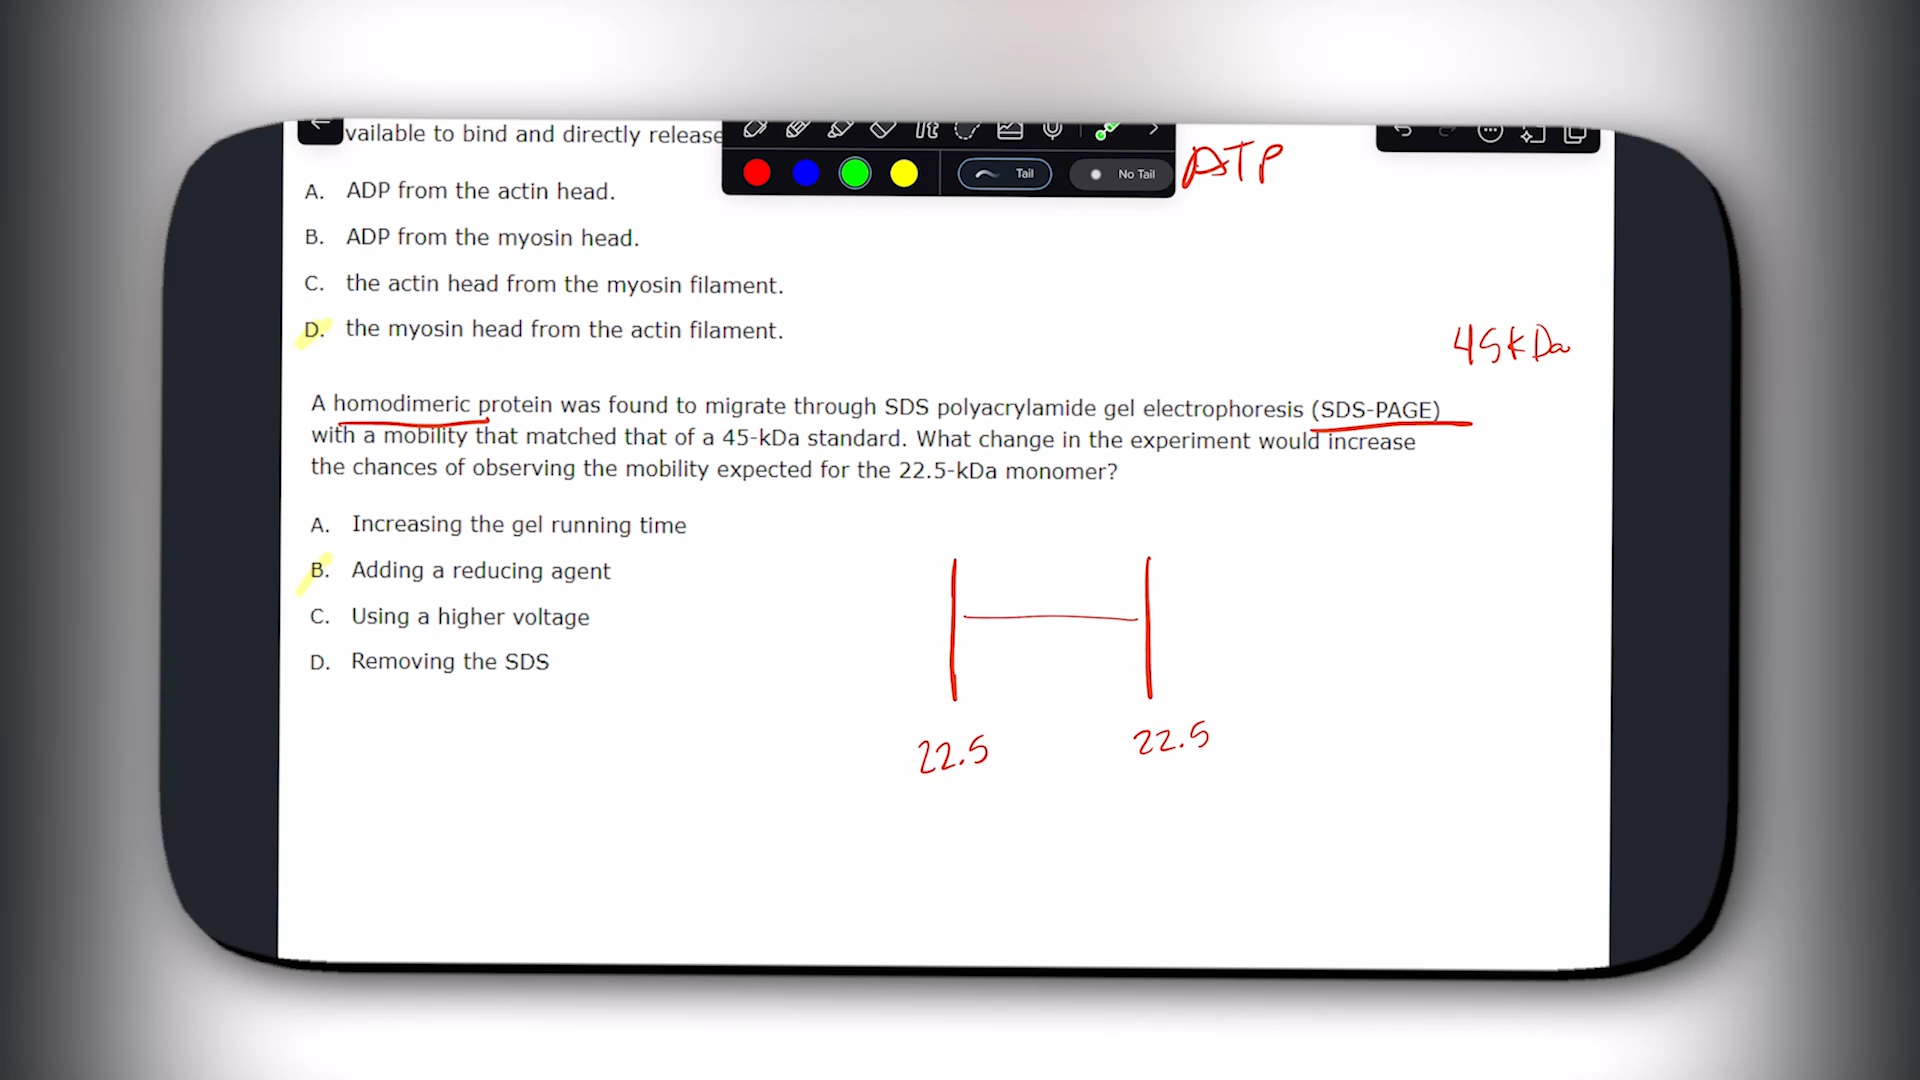 vailable to bind and directly release
Tail
No Tail
ATP
A. ADP from the actin head.
B. ADP from the myosin head.
C. the actin head from the myosin filament.
D. the myosin head from the actin filament.
45kDa
A homodimeric protein was found to migrate through SDS polyacrylamide gel electrophoresis (SDS-PAGE)
with a mobility that matched that of a 45-kDa standard. What change in the experiment would increase
the chances of observing the mobility expected for the 22.5-kDa monomer?
A. Increasing the gel running time
B. Adding a reducing agent
C. Using a higher voltage
D. Removing the SDS
22.5
22.5